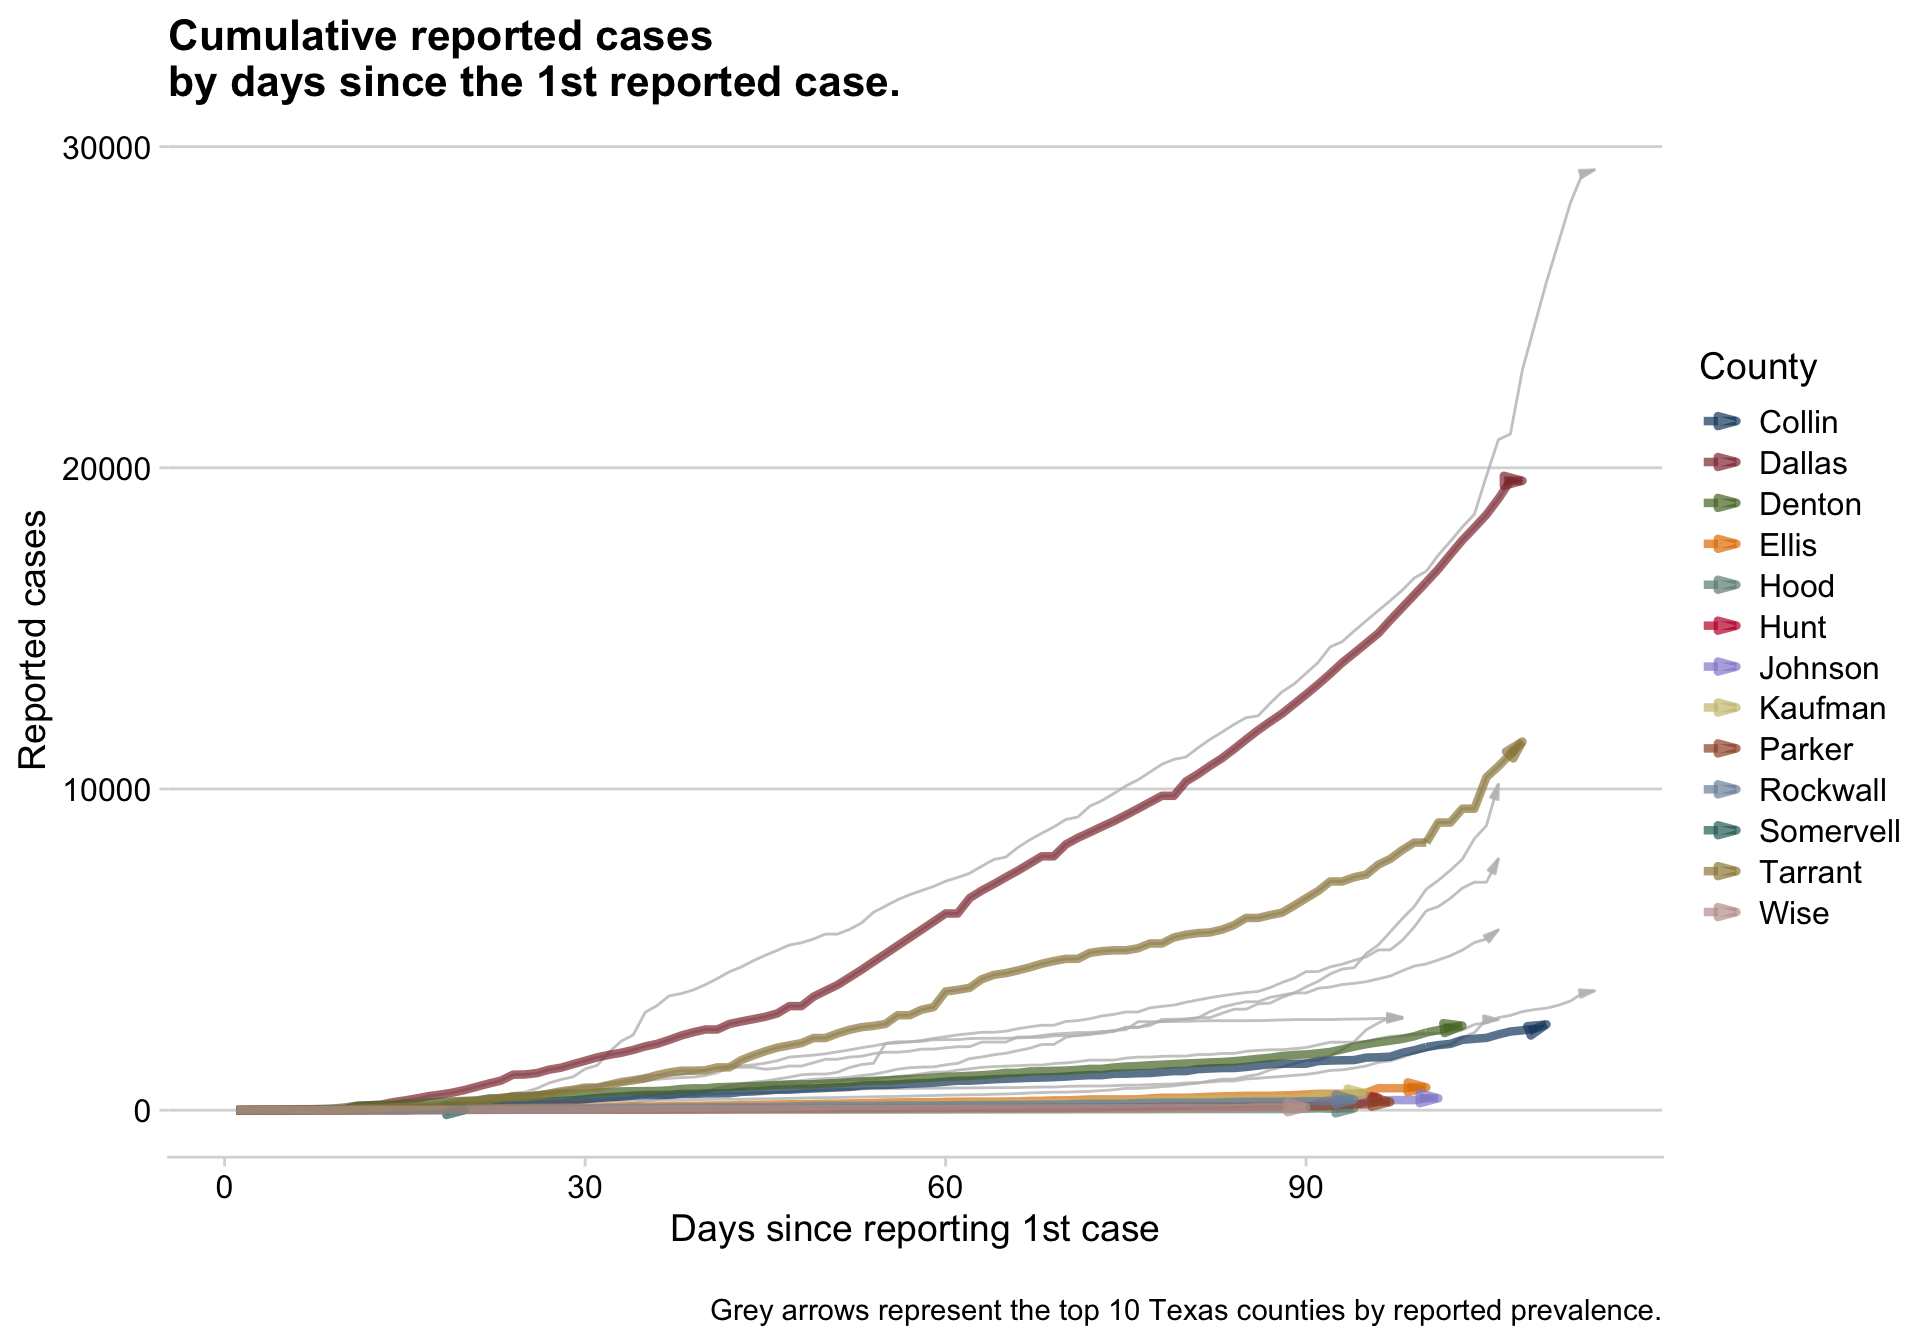 Cumulative reported cases
by days since the 1st reported case.
30000
20000
10000
0
Reported cases
0 30 60 90
Days since reporting 1st case
County
Collin
Dallas
Denton
Ellis
Hood
Hunt
Johnson
Kaufman
Parker
Rockwall
Somervell
Tarrant
Wise
Grey arrows represent the top 10 Texas counties by reported prevalence.